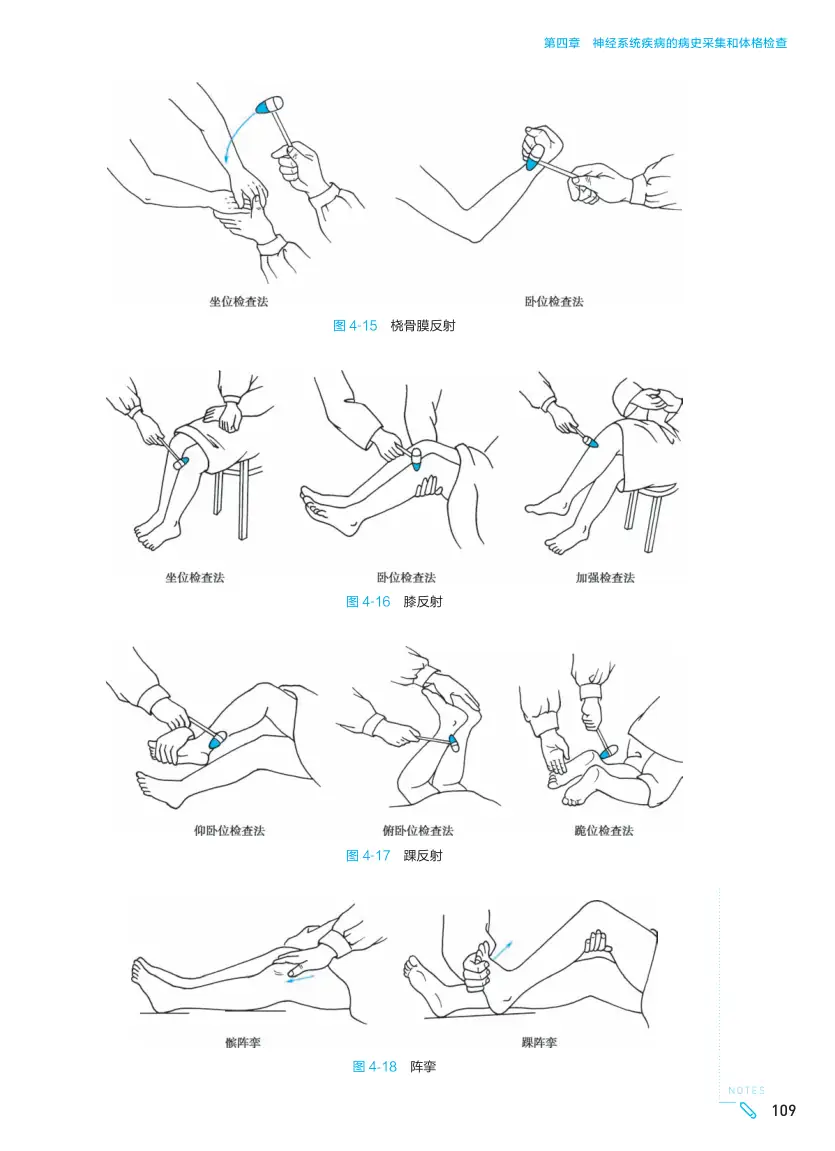 第四章 神经系统疾病的病史采集和体格检查
坐位检查法 卧位检查法
图 4-15 桡骨膜反射
坐位检查法 卧位检查法 加强检查法
图 4-16 膝反射
仰卧位检查法 俯卧位检查法 跪位检查法
图 4-17 踝反射
髌阵挛 踝阵挛
图 4-18 阵挛
NOTES
109